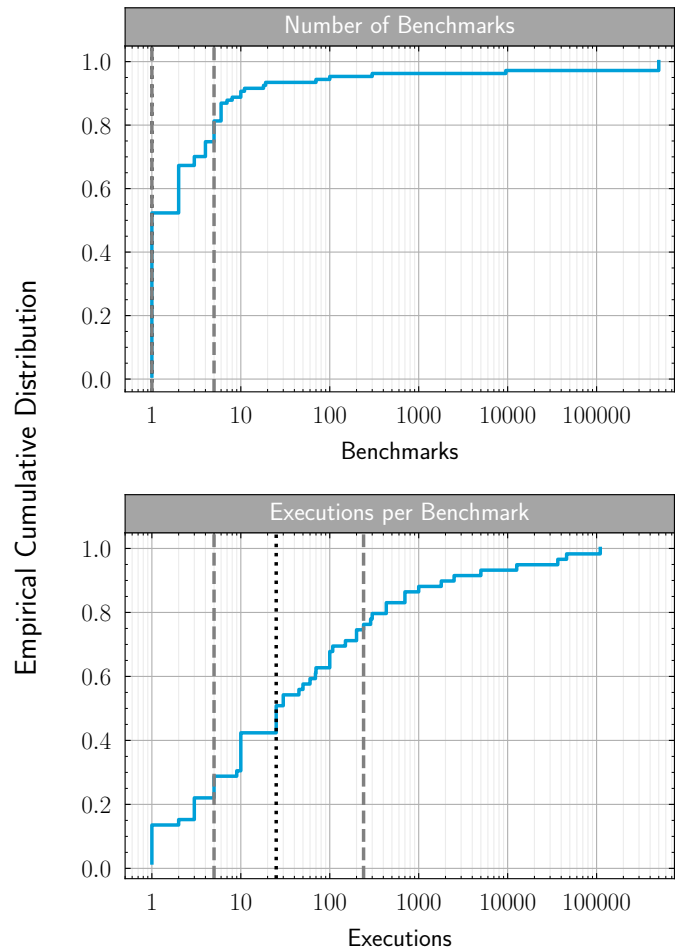 Number of Benchmarks
1.0
0.8
0.6
0.4
0.2
0.0
1 10 100 1000 10000 100000
Benchmarks
Empirical Cumulative Distribution
Executions per Benchmark
1.0
0.8
0.6
0.4
0.2
0.0
1 10 100 1000 10000 100000
Executions